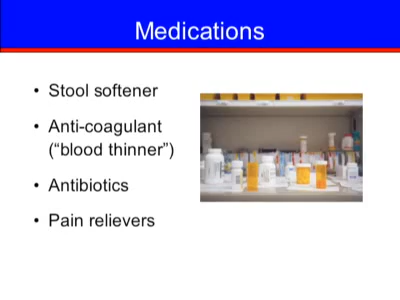 Medications
• Stool softener
• Anti-coagulant
(“blood thinner”)
• Antibiotics
• Pain relievers